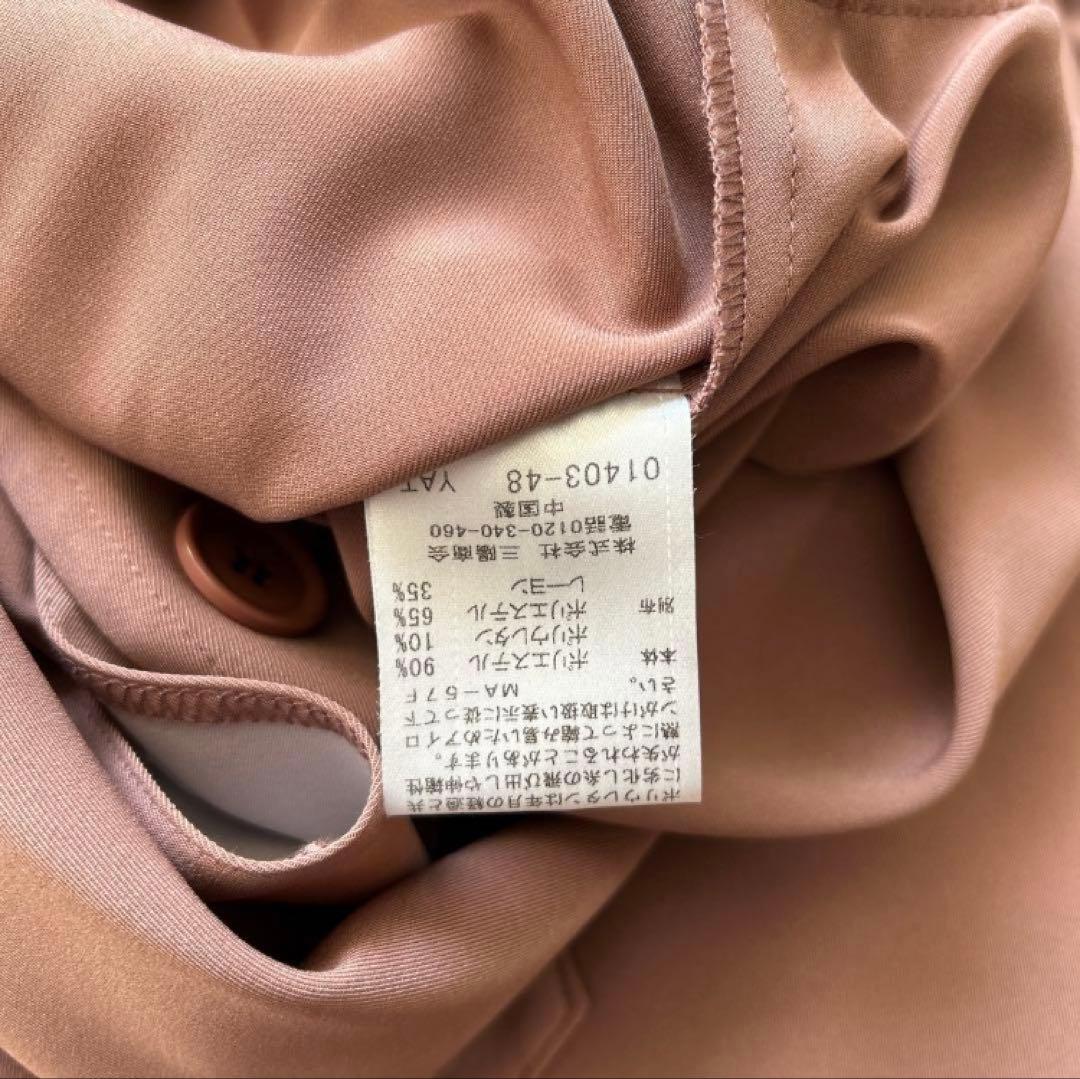 ポリウレタンは年月の経過と共
に劣化し糸の飛び出しや伸縮性
が失われることがあります。
熱によって縮み易いためアイロ
ンがけは取扱い表示に従って下
さい。 MA-57F
本体 ポリエステル 90%
ポリウレタン 10%
別布 ポリエステル 65%
レーヨン 35%
株式会社 三陽商会
電話0120-340-460
中国製
01403-48 YAT